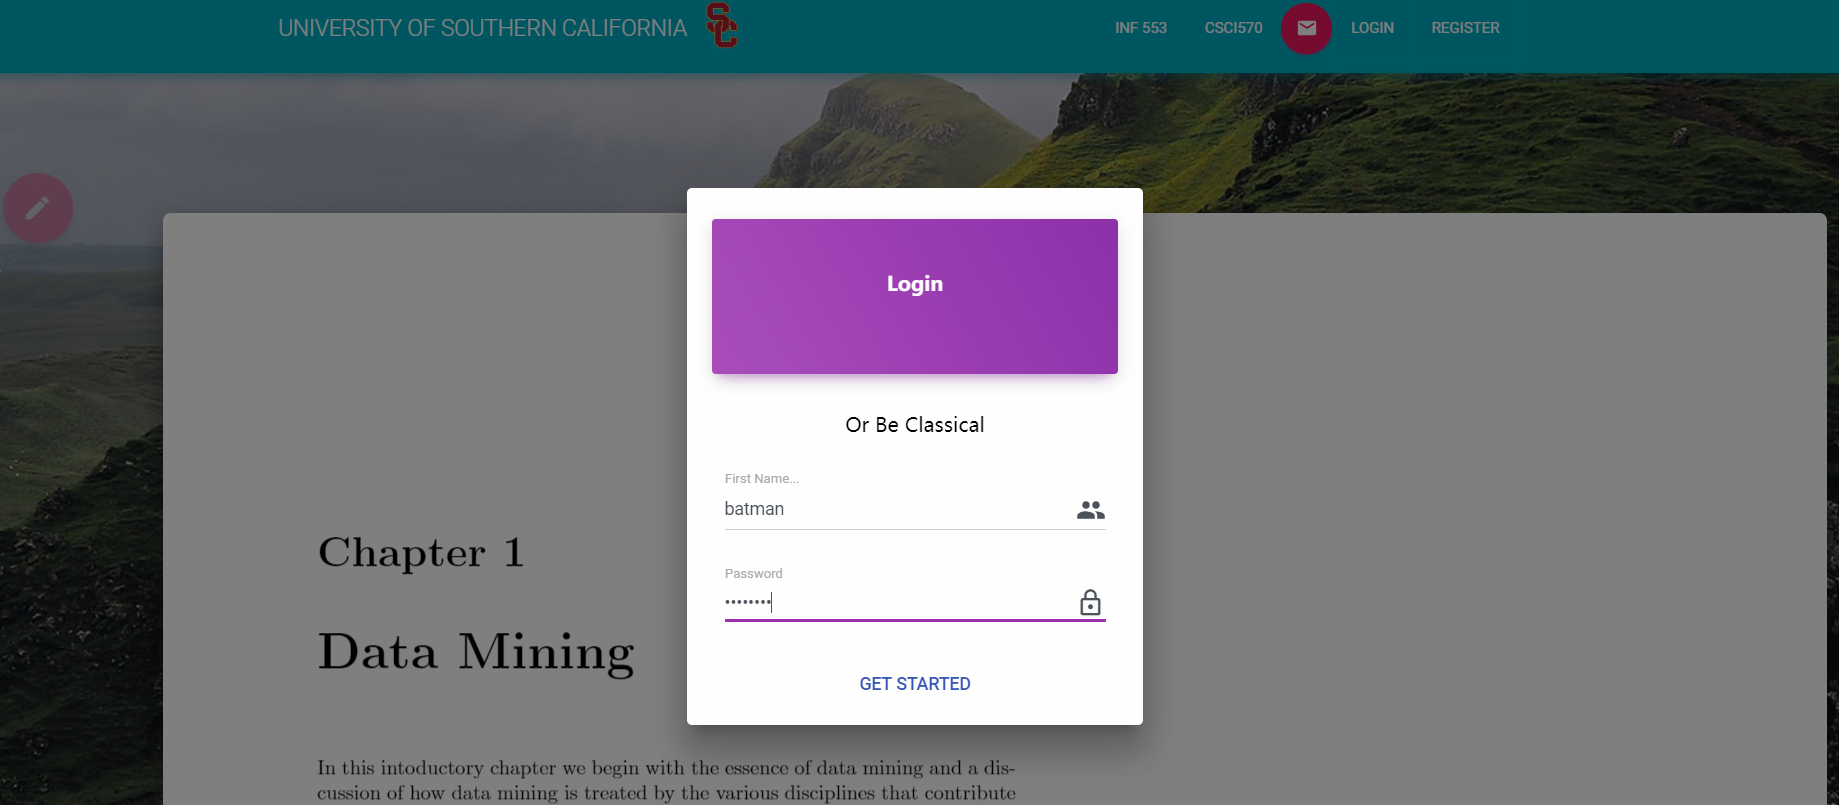 UNIVERSITY OF SOUTHERN CALIFORNIA SC INF 553 CSCI570 LOGIN REGISTER
Login
Or Be Classical
First Name...
batman
Password
••••••••
GET STARTED
Chapter 1
Data Mining
In this intoductory chapter we begin with the essence of data mining and a dis-
cussion of how data mining is treated by the various disciplines that contribute